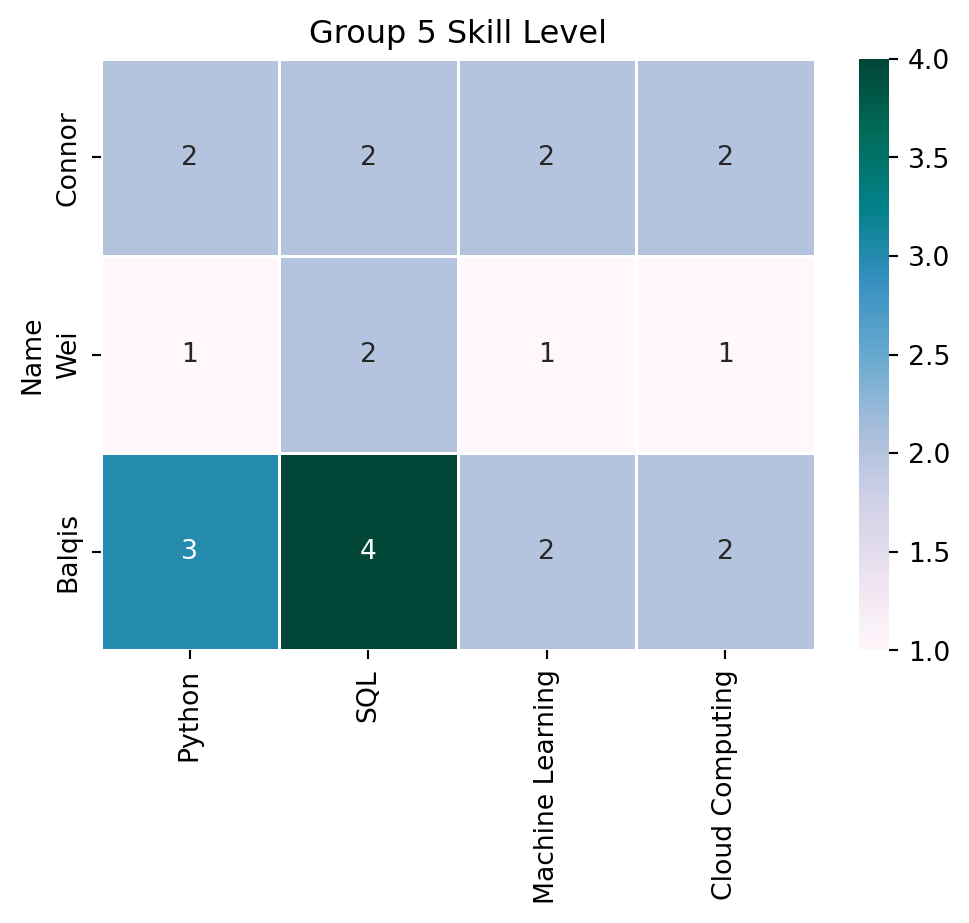 Group 5 Skill Level
Name
Connor
2 2 2 2
Wei
1 2 1 1
Balqis
3 4 2 2
Python
SQL
Machine Learning
Cloud Computing
4.0
3.5
3.0
2.5
2.0
1.5
1.0